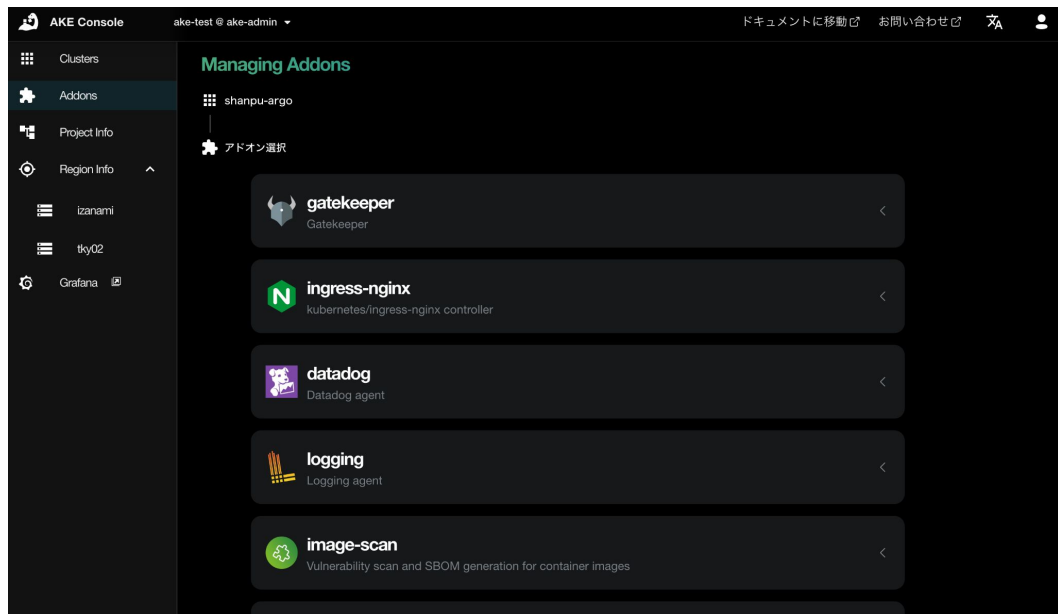 AKE Console
ake-test @ ake-admin
ドキュメントに移動
お問い合わせ
Clusters
Addons
Project Info
Region Info
izanami
tky02
Grafana
Managing Addons
shanpu-argo
アドオン選択
gatekeeper
Gatekeeper
ingress-nginx
kubernetes/ingress-nginx controller
datadog
Datadog agent
logging
Logging agent
image-scan
Vulnerability scan and SBOM generation for container images